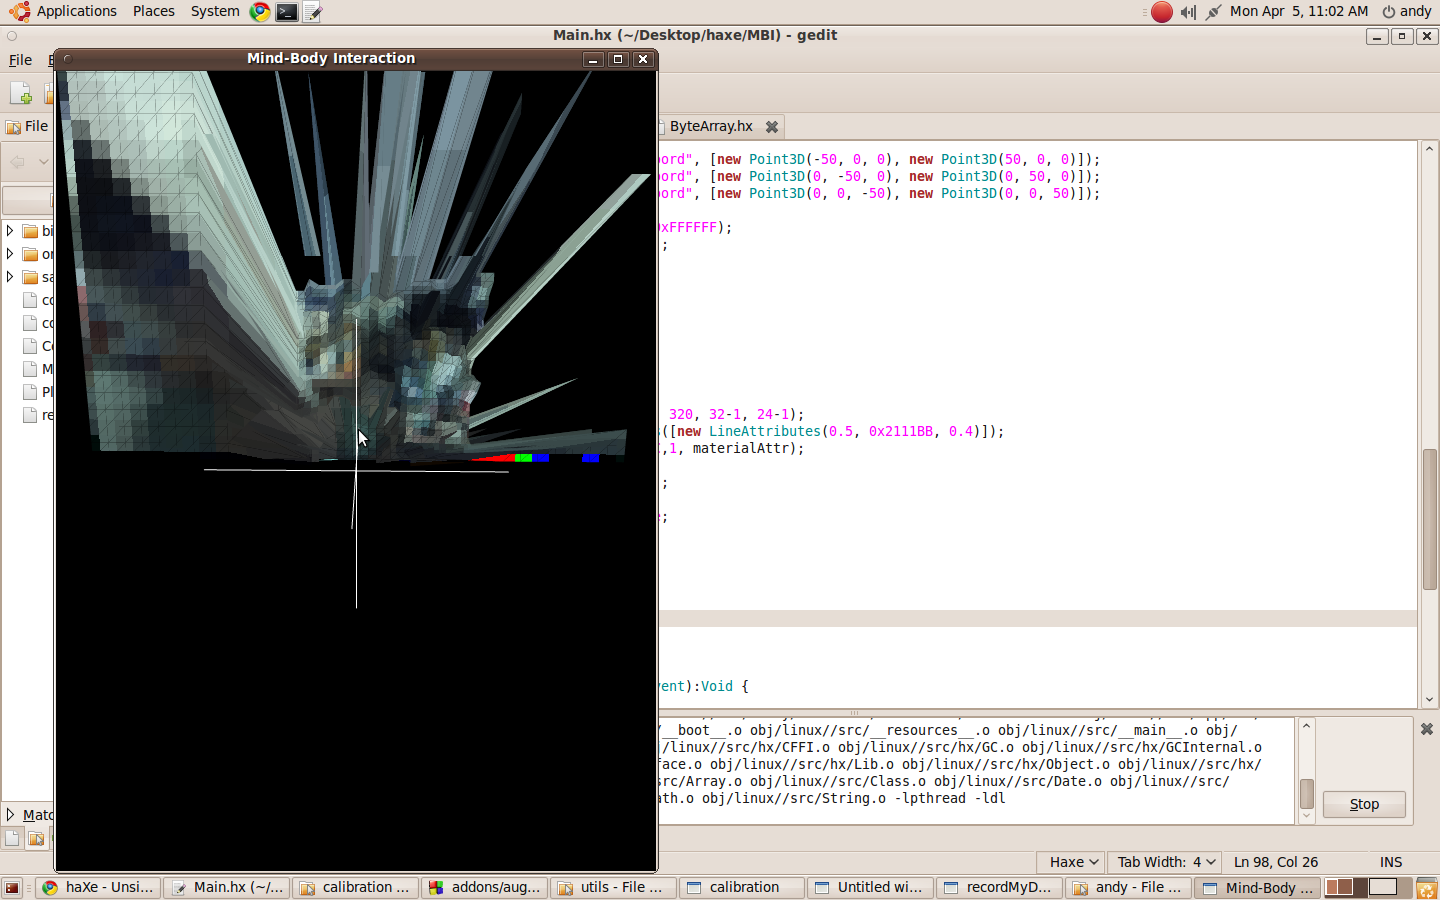 Applications Places System Mon Apr 5, 11:02 AM andy
Main.hx (~/Desktop/haxe/MBI) - gedit
Mind-Body Interaction
File
File ByteArray.hx
ord", [new Point3D(-50, 0, 0), new Point3D(50, 0, 0)]);
ord", [new Point3D(0, -50, 0), new Point3D(0, 50, 0)]);
ord", [new Point3D(0, 0, -50), new Point3D(0, 0, 50)]);
xFFFFFF);
;
bi
or
sa
co
co
Co
M
Pl
re
320, 32-1, 24-1);
([new LineAttributes(0.5, 0x2111BB, 0.4)]);
,1, materialAttr);
;
;
vent):Void {
/__boot__.o obj/linux//src/__resources__.o obj/linux//src/__main__.o obj/
/linux//src/hx/CFFI.o obj/linux//src/hx/GC.o obj/linux//src/hx/GCInternal.o
face.o obj/linux//src/hx/Lib.o obj/linux//src/hx/Object.o obj/linux//src/hx/
src/Array.o obj/linux//src/Class.o obj/linux//src/Date.o obj/linux//src/
ath.o obj/linux//src/String.o -lpthread -ldl
Stop
Matc
Haxe Tab Width: 4 Ln 98, Col 26 INS
haXe - Unsi... Main.hx (~/... calibration ... addons/aug... utils - File ... calibration Untitled wi... recordMyD... andy - File ... Mind-Body ...